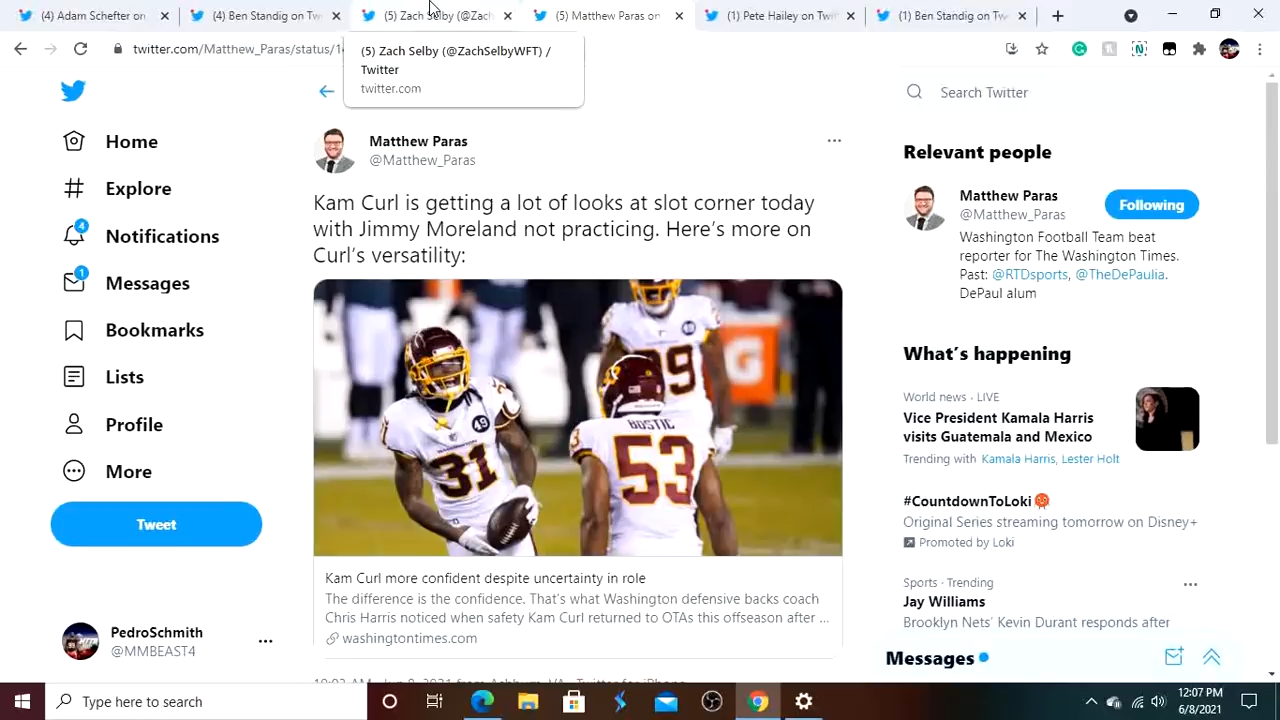 (4) Adam Schefter on
(4) Ben Standig on Twitt
(5) Zach Selby (@Zach
(5) Matthew Paras on
(1) Pete Hailey on Twit
(1) Ben Standig on Tw
twitter.com/Matthew_Paras/status/1
(5) Zach Selby (@ZachSelbyWFT) /
Twitter
twitter.com
Home
Explore
4
Notifications
1
Messages
Bookmarks
Lists
Profile
More
Tweet
PedroSchmith
@MMBEAST4
Matthew Paras
@Matthew_Paras
Kam Curl is getting a lot of looks at slot corner today
with Jimmy Moreland not practicing. Here's more on
Curl's versatility:
49
31
BOSTIC
53
99
Kam Curl more confident despite uncertainty in role
The difference is the confidence. That's what Washington defensive backs coach
Chris Harris noticed when safety Kam Curl returned to OTAs this offseason after ...
washingtontimes.com
Search Twitter
Relevant people
Matthew Paras
@Matthew_Paras
Following
Washington Football Team beat
reporter for The Washington Times.
Past: @RTDsports, @TheDePaulia.
DePaul alum
What's happening
World news · LIVE
Vice President Kamala Harris
visits Guatemala and Mexico
Trending with Kamala Harris, Lester Holt
#CountdownToLoki
Original Series streaming tomorrow on Disney+
Promoted by Loki
Sports · Trending
Jay Williams
Brooklyn Nets' Kevin Durant responds after
Messages
Type here to search
12:07 PM
6/8/2021